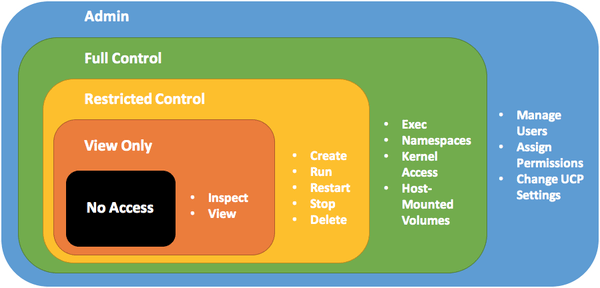 Admin
Full Control
Restricted Control
View Only
No Access
• Inspect
• View
• Create
• Run
• Restart
• Stop
• Delete
• Exec
• Namespaces
• Kernel
Access
• Host-
Mounted
Volumes
• Manage
Users
• Assign
Permissions
• Change UCP
Settings